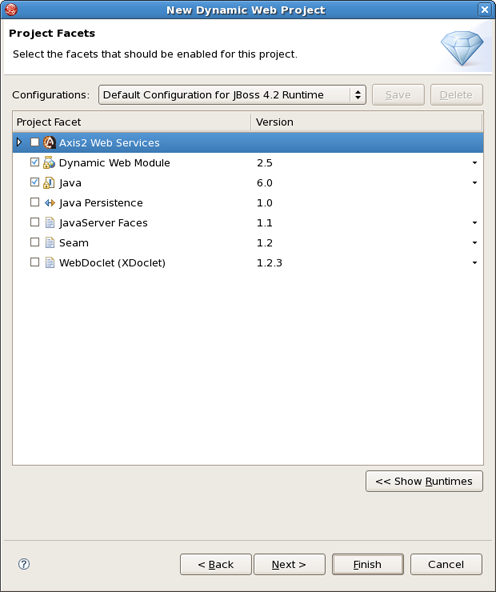 New Dynamic Web Project
Project Facets
Select the facets that should be enabled for this project.
Configurations: Default Configuration for JBoss 4.2 Runtime Save Delete
Project Facet Version
Axis2 Web Services
Dynamic Web Module 2.5
Java 6.0
Java Persistence 1.0
JavaServer Faces 1.1
Seam 1.2
WebDoclet (XDoclet) 1.2.3
<< Show Runtimes
? < Back Next > Finish Cancel